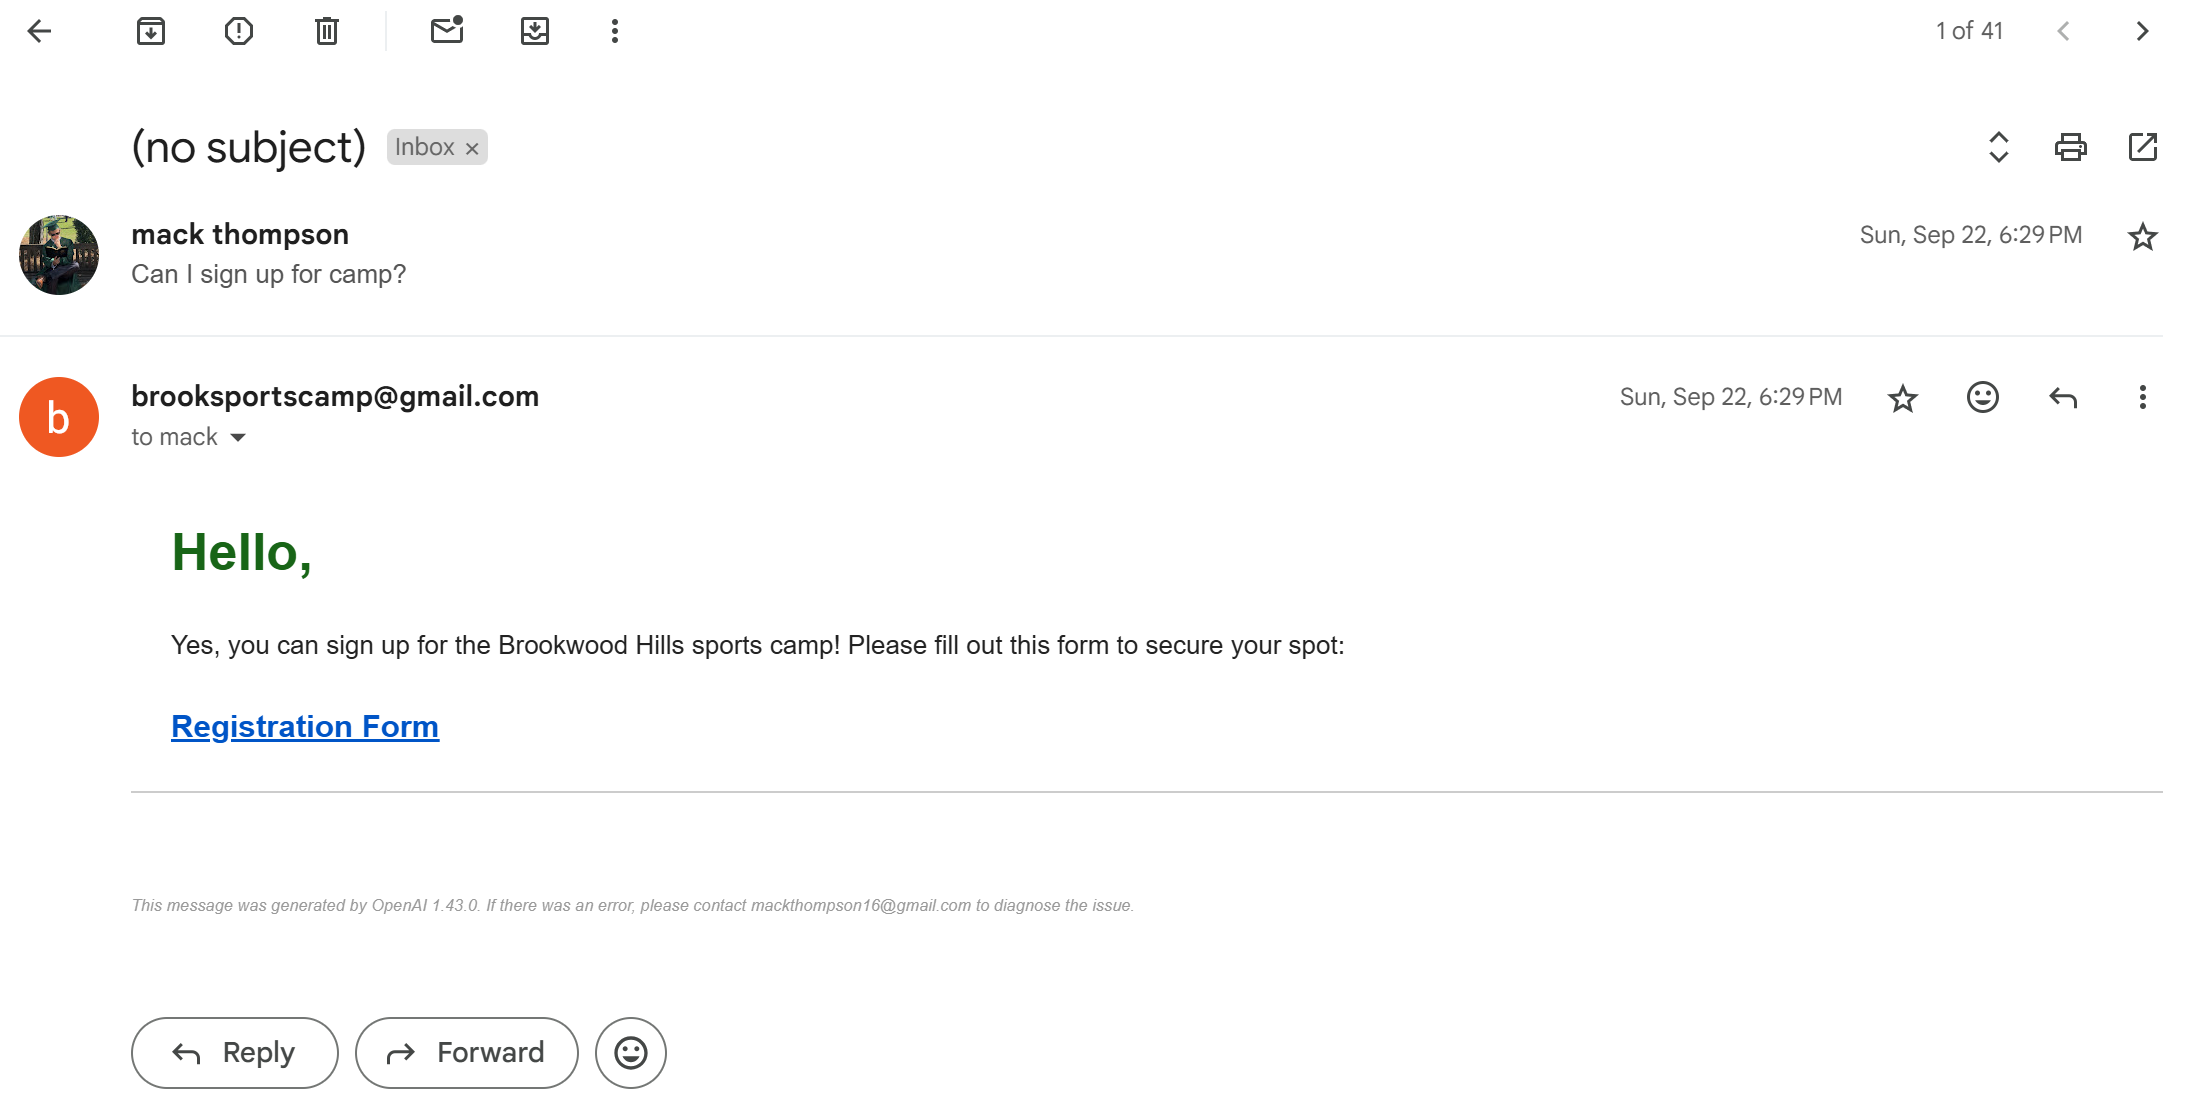 1 of 41
(no subject) Inbox ×
mack thompson Sun, Sep 22, 6:29 PM
Can I sign up for camp?
b
brooksportscamp@gmail.com Sun, Sep 22, 6:29 PM
to mack
Hello,
Yes, you can sign up for the Brookwood Hills sports camp! Please fill out this form to secure your spot:
Registration Form
This message was generated by OpenAI 1.43.0. If there was an error, please contact mackthompson16@gmail.com to diagnose the issue.
Reply Forward